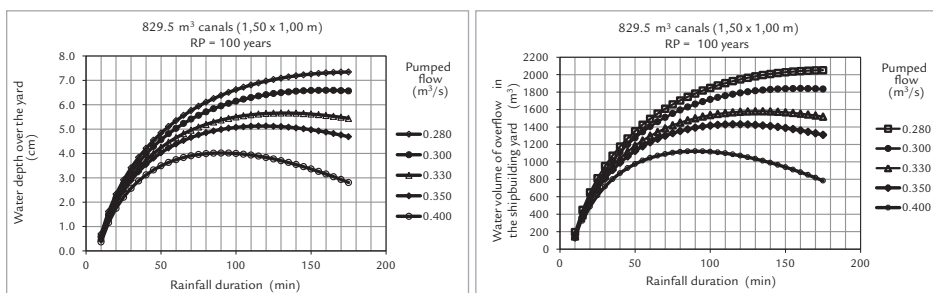 829.5 m³ canals (1,50 x 1,00 m)
RP = 100 years
8.0
7.0
6.0
5.0
4.0
3.0
2.0
1.0
0.0
0
50
100
150
200
Water depth over the yard
(cm)
Rainfall duration (min)
Pumped
flow
(m³/s)
0.280
0.300
0.330
0.350
0.400
829.5 m³ canals (1,50 x 1,00 m)
RP = 100 years
2200
2000
1800
1600
1400
1200
1000
800
600
400
200
0
0
50
100
150
200
Water volume of overflow in
the shipbuilding yard (m³)
Rainfall duration (min)
Pumped
flow
(m³/s)
0.280
0.300
0.330
0.350
0.400